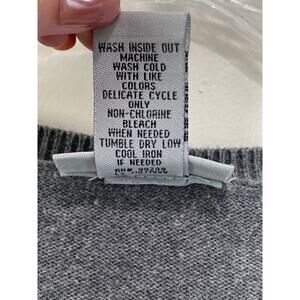 WASH INSIDE OUT
MACHINE
WASH COLD
WITH LIKE
COLORS
DELICATE CYCLE
ONLY
NON-CHLORINE
BLEACH
WHEN NEEDED
TUMBLE DRY LOW
COOL IRON
IF NEEDED